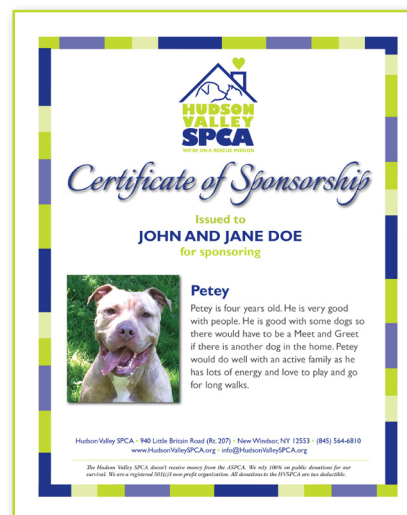 HUDSON
VALLEY
SPCA
WE'RE ON A RESCUE MISSION
Certificate of Sponsorship
Issued to
JOHN AND JANE DOE
for sponsoring
Petey
Petey is four years old. He is very good
with people. He is good with some dogs so
there would have to be a Meet and Greet
if there is another dog in the home. Petey
would do well with an active family as he
has lots of energy and love to play and go
for long walks.
Hudson Valley SPCA • 940 Little Britain Road (Rt. 207) • New Windsor, NY 12553 • (845) 564-6810
www.HudsonValleySPCA.org • info@HudsonValleySPCA.org
The Hudson Valley SPCA doesn't receive money from the ASPCA. We rely 100% on public donations for our
survival. We are a registered 501(c)3 non-profit organization. All donations to the HVSPCA are tax deductible.